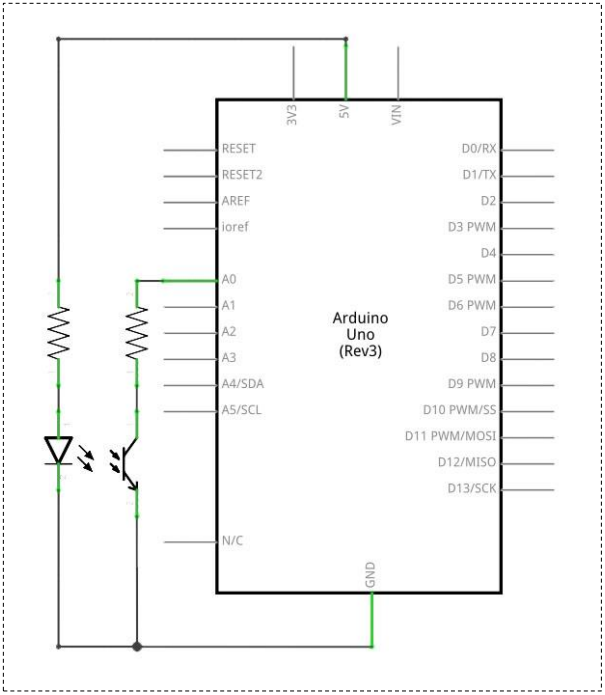 3V3
5V
VIN
RESET
D0/RX
RESET2
D1/TX
AREF
D2
ioref
D3 PWM
D4
A0
D5 PWM
A1
D6 PWM
Arduino
Uno
(Rev3)
A2
D7
A3
D8
A4/SDA
D9 PWM
A5/SCL
D10 PWM/SS
D11 PWM/MOSI
D12/MISO
D13/SCK
N/C
GND